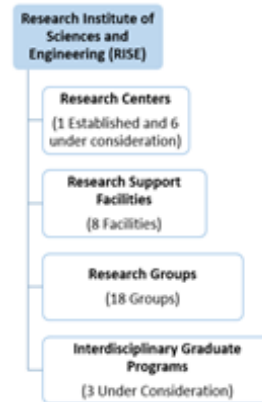 Research Institute of
Sciences and
Engineering (RISE)
Research Centers
(1 Established and 6
under consideration)
Research Support
Facilities
(8 Facilities)
Research Groups
(18 Groups)
Interdisciplinary Graduate
Programs
(3 Under Consideration)